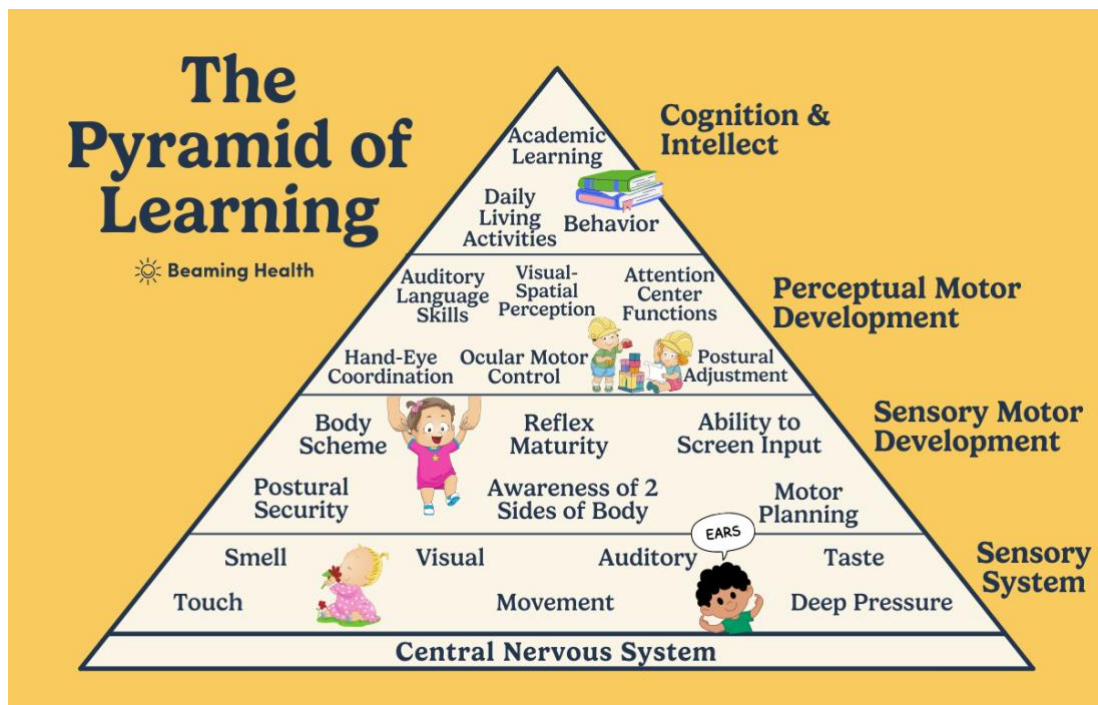 The
Pyramid of
Learning
Beaming Health
Cognition &
Intellect
Academic
Learning
Daily
Living
Activities
Behavior
Perceptual Motor
Development
Auditory
Language
Skills
Visual-
Spatial
Perception
Attention
Center
Functions
Hand-Eye
Coordination
Ocular Motor
Control
Postural
Adjustment
Sensory Motor
Development
Body
Scheme
Reflex
Maturity
Ability to
Screen Input
Postural
Security
Awareness of 2
Sides of Body
Motor
Planning
EARS
Sensory
System
Smell
Visual
Auditory
Taste
Touch
Movement
Deep Pressure
Central Nervous System